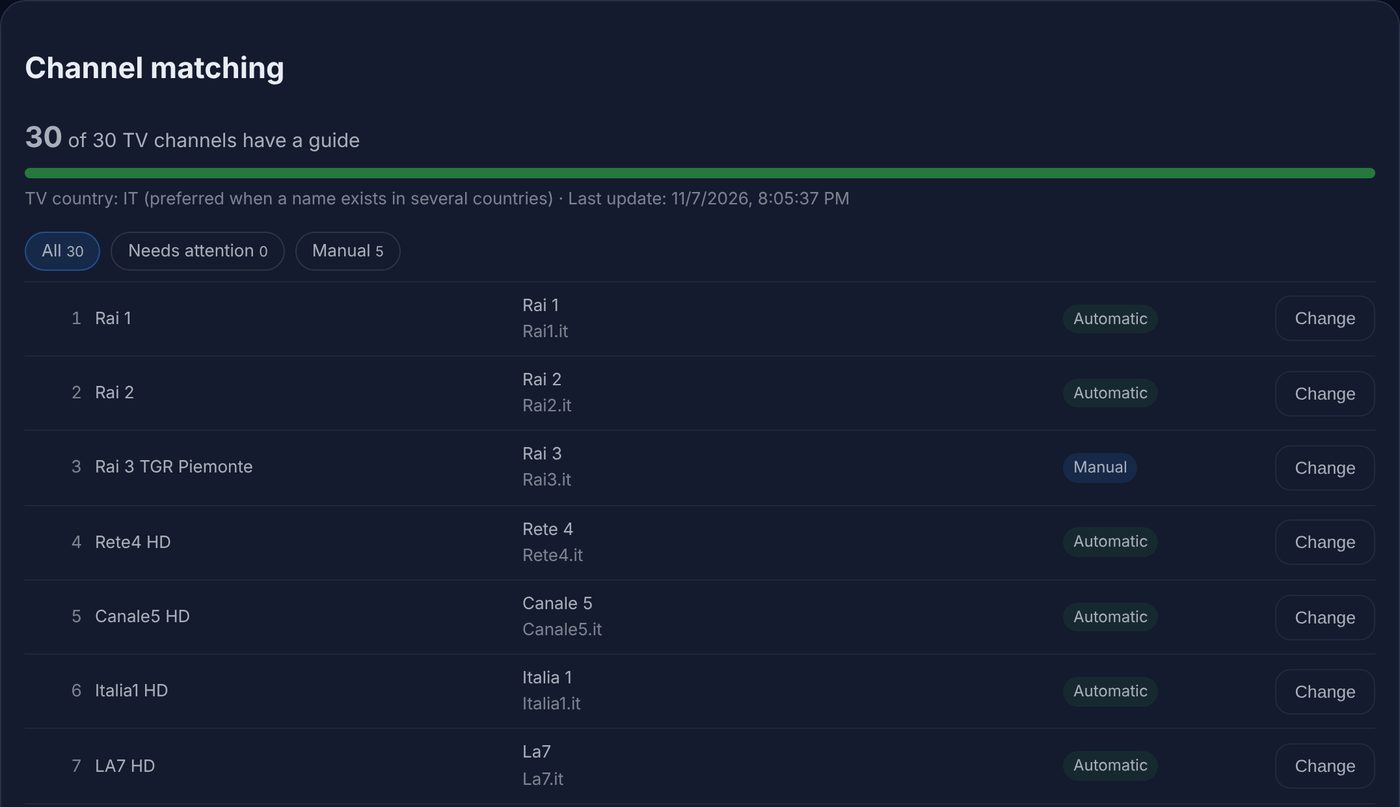 Channel matching
30 of 30 TV channels have a guide
TV country: IT (preferred when a name exists in several countries) · Last update: 11/7/2026, 8:05:37 PM
All 30 Needs attention 0 Manual 5
1 Rai 1 Rai 1 Automatic Change
Rai1.it
2 Rai 2 Rai 2 Automatic Change
Rai2.it
3 Rai 3 TGR Piemonte Rai 3 Manual Change
Rai3.it
4 Rete4 HD Rete 4 Automatic Change
Rete4.it
5 Canale5 HD Canale 5 Automatic Change
Canale5.it
6 Italia1 HD Italia 1 Automatic Change
Italia1.it
7 LA7 HD La7 Automatic Change
La7.it